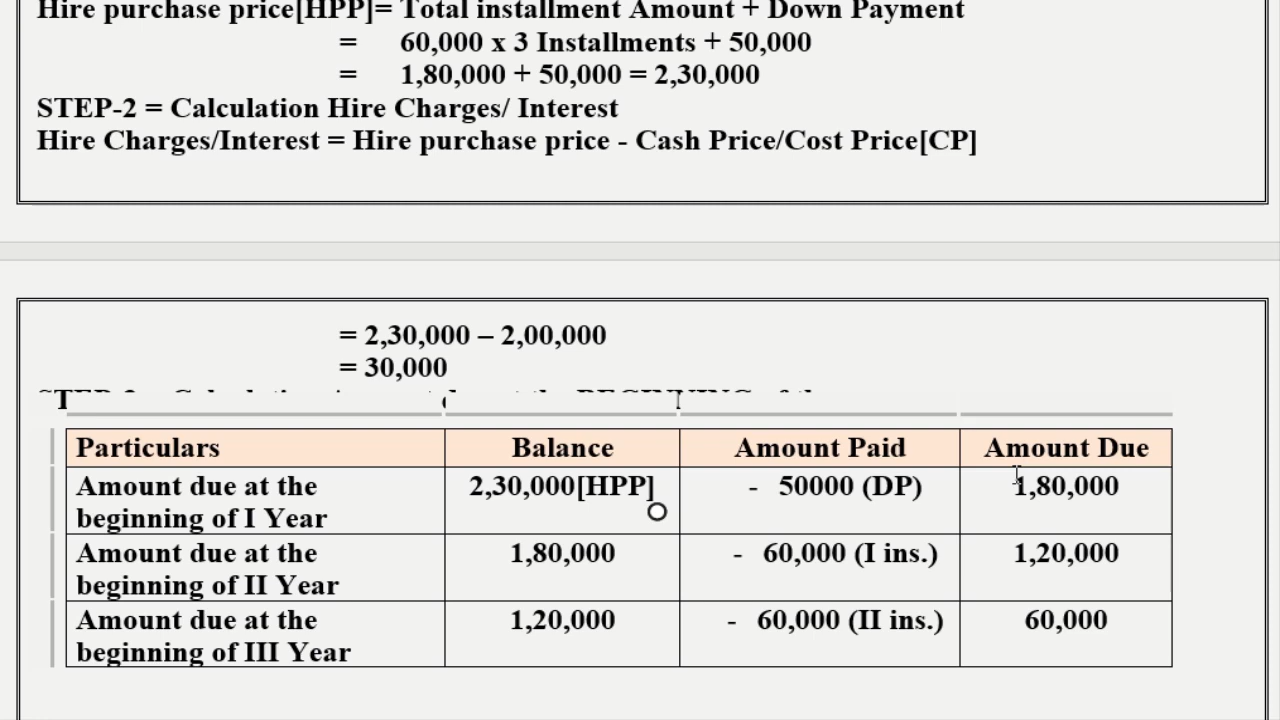 Hire purchase price[HPP]= Total installment Amount + Down Payment
= 60,000 x 3 Installments + 50,000
= 1,80,000 + 50,000 = 2,30,000
STEP-2 = Calculation Hire Charges/ Interest
Hire Charges/Interest = Hire purchase price - Cash Price/Cost Price[CP]
= 2,30,000 – 2,00,000
= 30,000
Particulars Balance Amount Paid Amount Due
Amount due at the 2,30,000[HPP] - 50000 (DP) 1,80,000
beginning of I Year
Amount due at the 1,80,000 - 60,000 (I ins.) 1,20,000
beginning of II Year
Amount due at the 1,20,000 - 60,000 (II ins.) 60,000
beginning of III Year